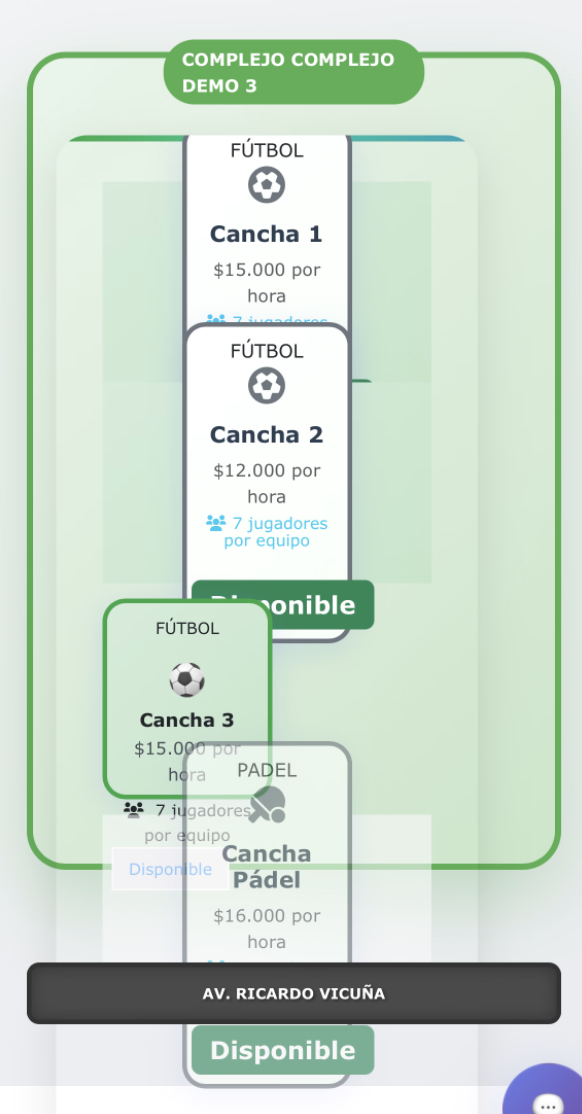 COMPLEJO COMPLEJO
DEMO 3
FÚTBOL
Cancha 1
$15.000 por
hora
7 jugadores
FÚTBOL
Cancha 2
$12.000 por
hora
7 jugadores
por equipo
Disponible
FÚTBOL
Cancha 3
$15.000 por
hora
7 jugadores
por equipo
Disponible
PADEL
Cancha
Pádel
$16.000 por
hora
AV. RICARDO VICUÑA
Disponible